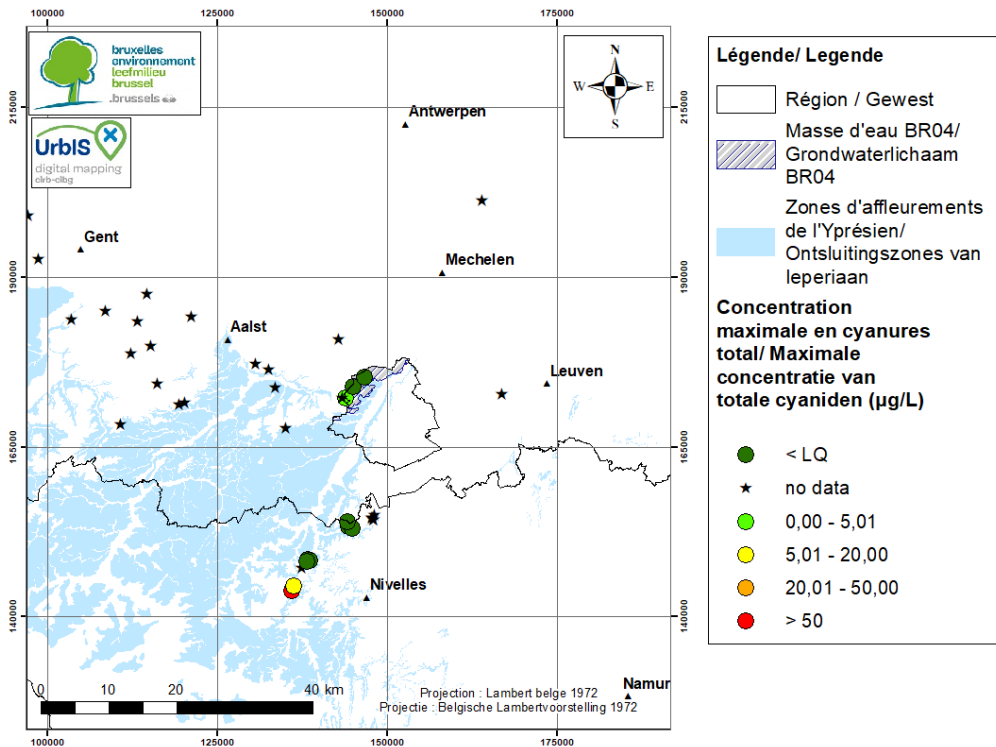 100000 125000 150000 175000
bruxelles
environnement
leefmilieu
brussel
.brussels
UrbIS
digital mapping
cirb-cibg
N
W E
S
215000 215000
Antwerpen
Gent
Mechelen
190000 190000
Aalst
Leuven
165000 165000
Nivelles
140000 140000
Namur
0 10 20 40 km
Projection : Lambert belge 1972
Projectie : Belgische Lambertvoorstelling 1972
100000 125000 150000 175000
Légende/ Legende
Région / Gewest
Masse d'eau BR04/
Grondwaterlichaam
BR04
Zones d'affleurements
de l'Yprésien/
Ontsluitingszones van
Ieperiaan
Concentration
maximale en cyanures
total/ Maximale
concentratie van
totale cyaniden (µg/L)
< LQ
no data
0,00 - 5,01
5,01 - 20,00
20,01 - 50,00
> 50